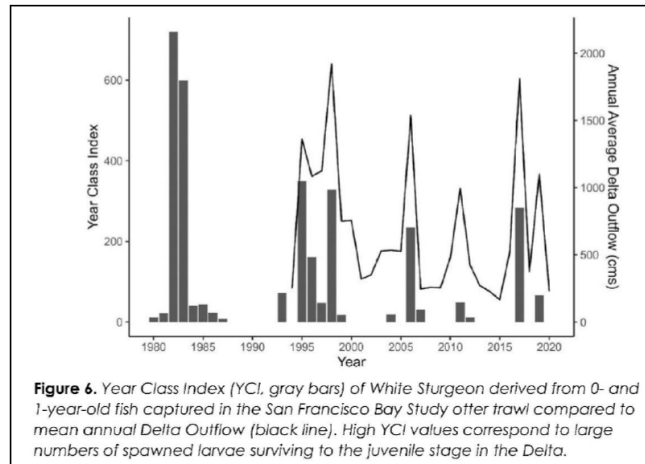 600
400
200
0
Year Class Index
2000
1500
1000
500
0
Annual Average Delta Outflow (cms)
1980 1985 1990 1995 2000 2005 2010 2015 2020
Year
Figure 6. Year Class Index (YCI, gray bars) of White Sturgeon derived from 0- and
1-year-old fish captured in the San Francisco Bay Study otter trawl compared to
mean annual Delta Outflow (black line). High YCI values correspond to large
numbers of spawned larvae surviving to the juvenile stage in the Delta.